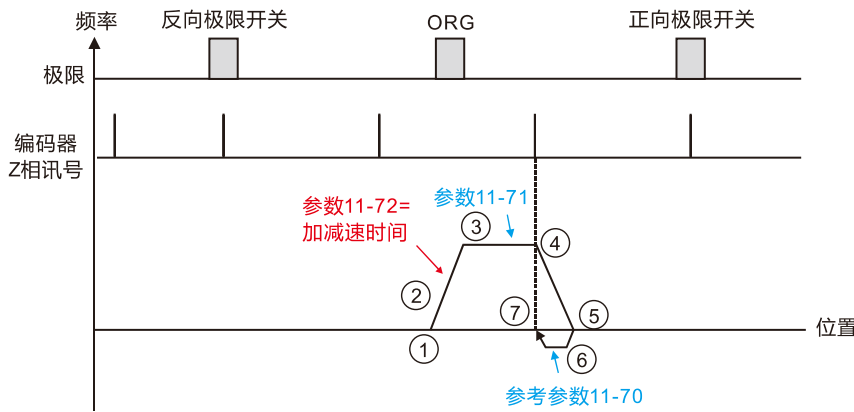 频率
反向极限开关
ORG
正向极限开关
极限
编码器
Z相讯号
参数11-72=
加减速时间
参数11-71
③
④
②
⑦
⑤
位置
①
⑥
参考参数11-70